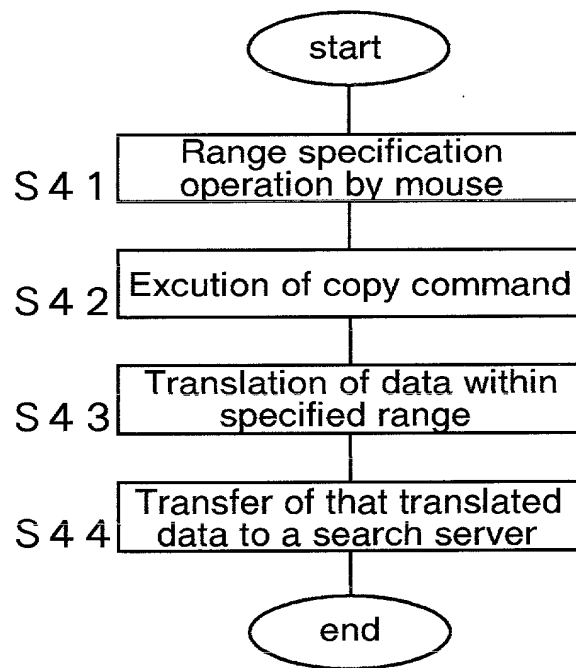 start
Range specification
operation by mouse
S41
Excution of copy command
S42
Translation of data within
specified range
S43
Transfer of that translated
data to a search server
S44
end